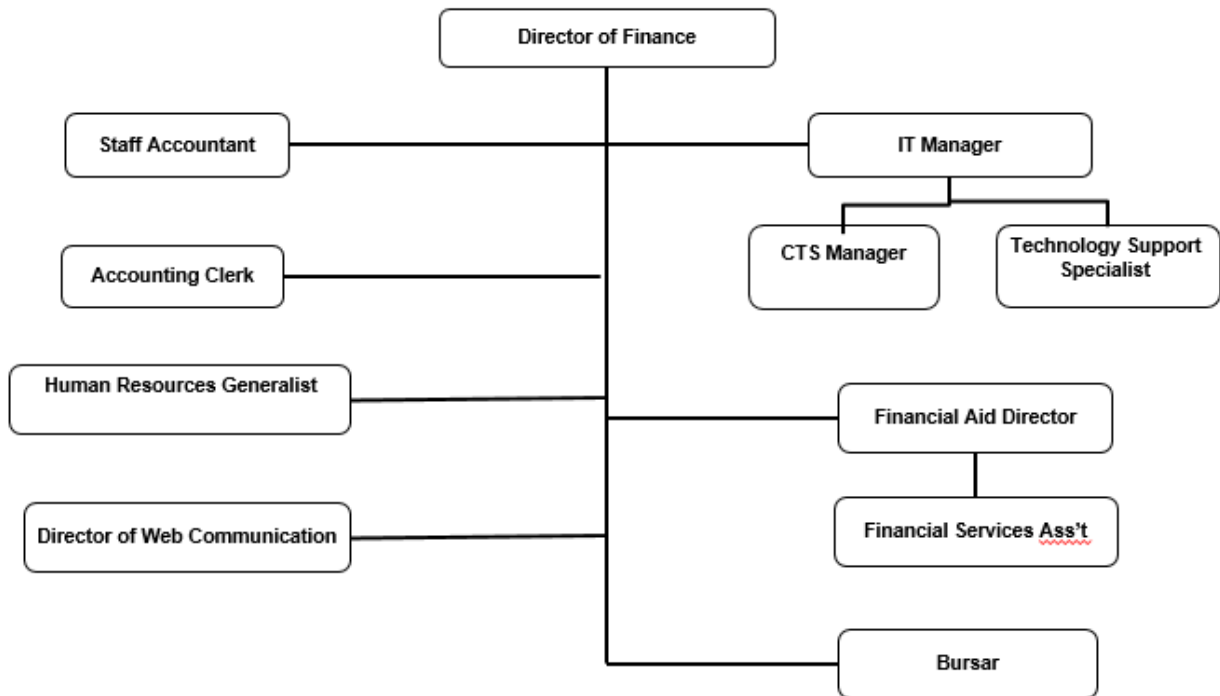 Director of Finance
Staff Accountant
IT Manager
CTS Manager
Technology Support
Specialist
Accounting Clerk
Human Resources Generalist
Financial Aid Director
Director of Web Communication
Financial Services Ass’t
Bursar